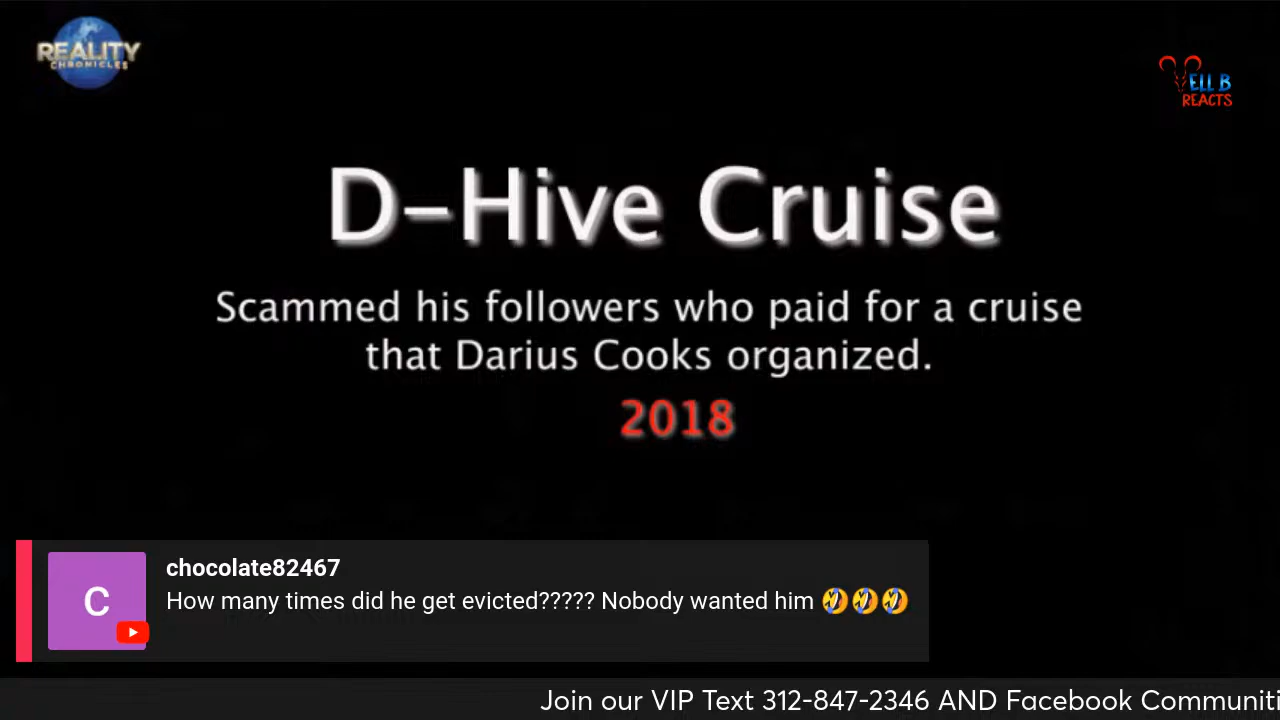 REALITY
CHRONICLES
ELL B
REACTS
D-Hive Cruise
Scammed his followers who paid for a cruise
that Darius Cooks organized.
2018
C
chocolate82467
How many times did he get evicted????? Nobody wanted him 🤣🤣🤣
Join our VIP Text 312-847-2346 AND Facebook Communiti